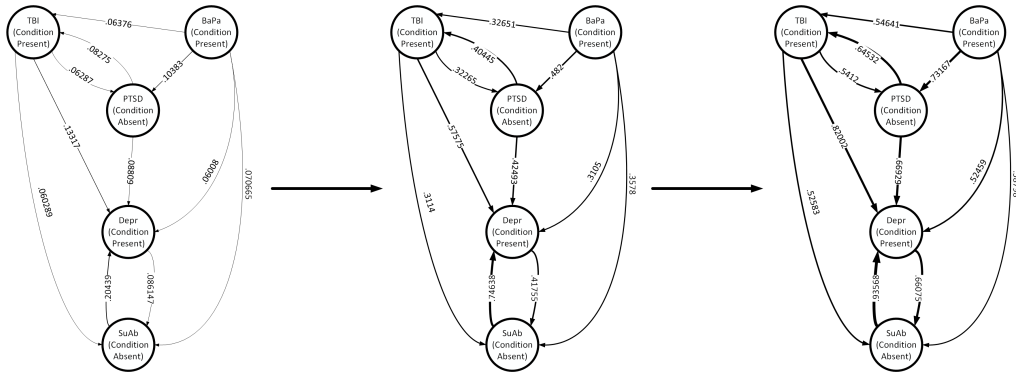 TBI
(Condition
Present)
BaPa
(Condition
Present)
.06376
.08275
.06287
.10383
PTSD
(Condition
Absent)
.13317
.08809
.06008
.070665
.060289
Depr
(Condition
Present)
.20439
.086147
SuAb
(Condition
Absent)
TBI
(Condition
Present)
BaPa
(Condition
Present)
.32651
.40445
.32265
.482
PTSD
(Condition
Absent)
.57575
.42493
.3105
.3578
.3114
Depr
(Condition
Present)
.74638
.41755
SuAb
(Condition
Absent)
TBI
(Condition
Present)
BaPa
(Condition
Present)
.54641
.64532
.5412
.73167
PTSD
(Condition
Absent)
.82002
.66929
.52459
.52583
Depr
(Condition
Present)
.93568
.66075
SuAb
(Condition
Absent)